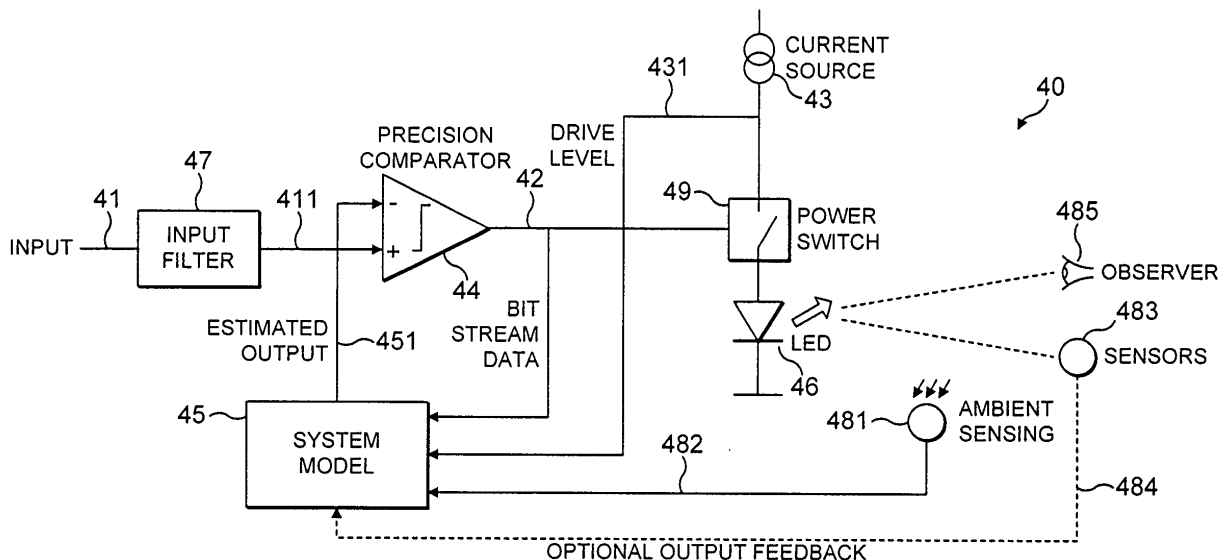 CURRENT
SOURCE
43
431
40
DRIVE
LEVEL
PRECISION
COMPARATOR
47
41
411
42
49
INPUT
INPUT
FILTER
-
+
44
POWER
SWITCH
485
OBSERVER
483
SENSORS
ESTIMATED
OUTPUT
451
BIT
STREAM
DATA
LED
46
45
SYSTEM
MODEL
481
AMBIENT
SENSING
482
484
OPTIONAL OUTPUT FEEDBACK